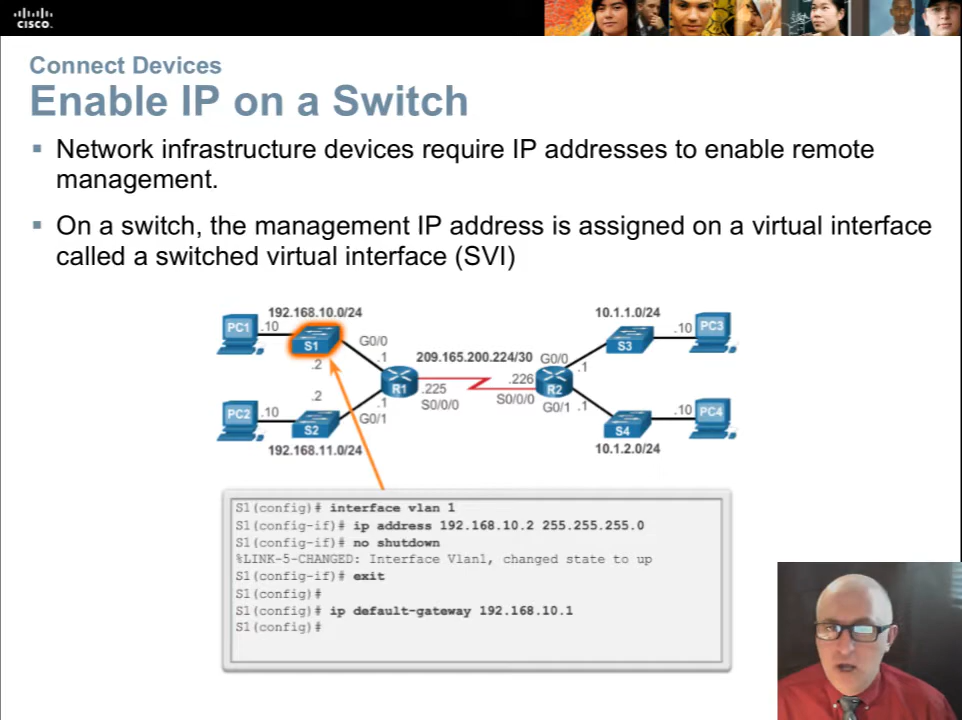 CISCO.
Connect Devices
Enable IP on a Switch
Network infrastructure devices require IP addresses to enable remote
management.
On a switch, the management IP address is assigned on a virtual interface
called a switched virtual interface (SVI)
192.168.10.0/24
10.1.1.0/24
PC1
.10
S1
G0/0
.1
.2
209.165.200.224/30
G0/0
.1
S3
.10
PC3
R1
.225
S0/0/0
.226
S0/0/0
R2
G0/1
.1
PC2
.10
.2
S2
.1
G0/1
S4
.10
PC4
192.168.11.0/24
10.1.2.0/24
S1(config)# interface vlan 1
S1(config-if)# ip address 192.168.10.2 255.255.255.0
S1(config-if)# no shutdown
%LINK-5-CHANGED: Interface Vlan1, changed state to up
S1(config-if)# exit
S1(config)#
S1(config)# ip default-gateway 192.168.10.1
S1(config)#